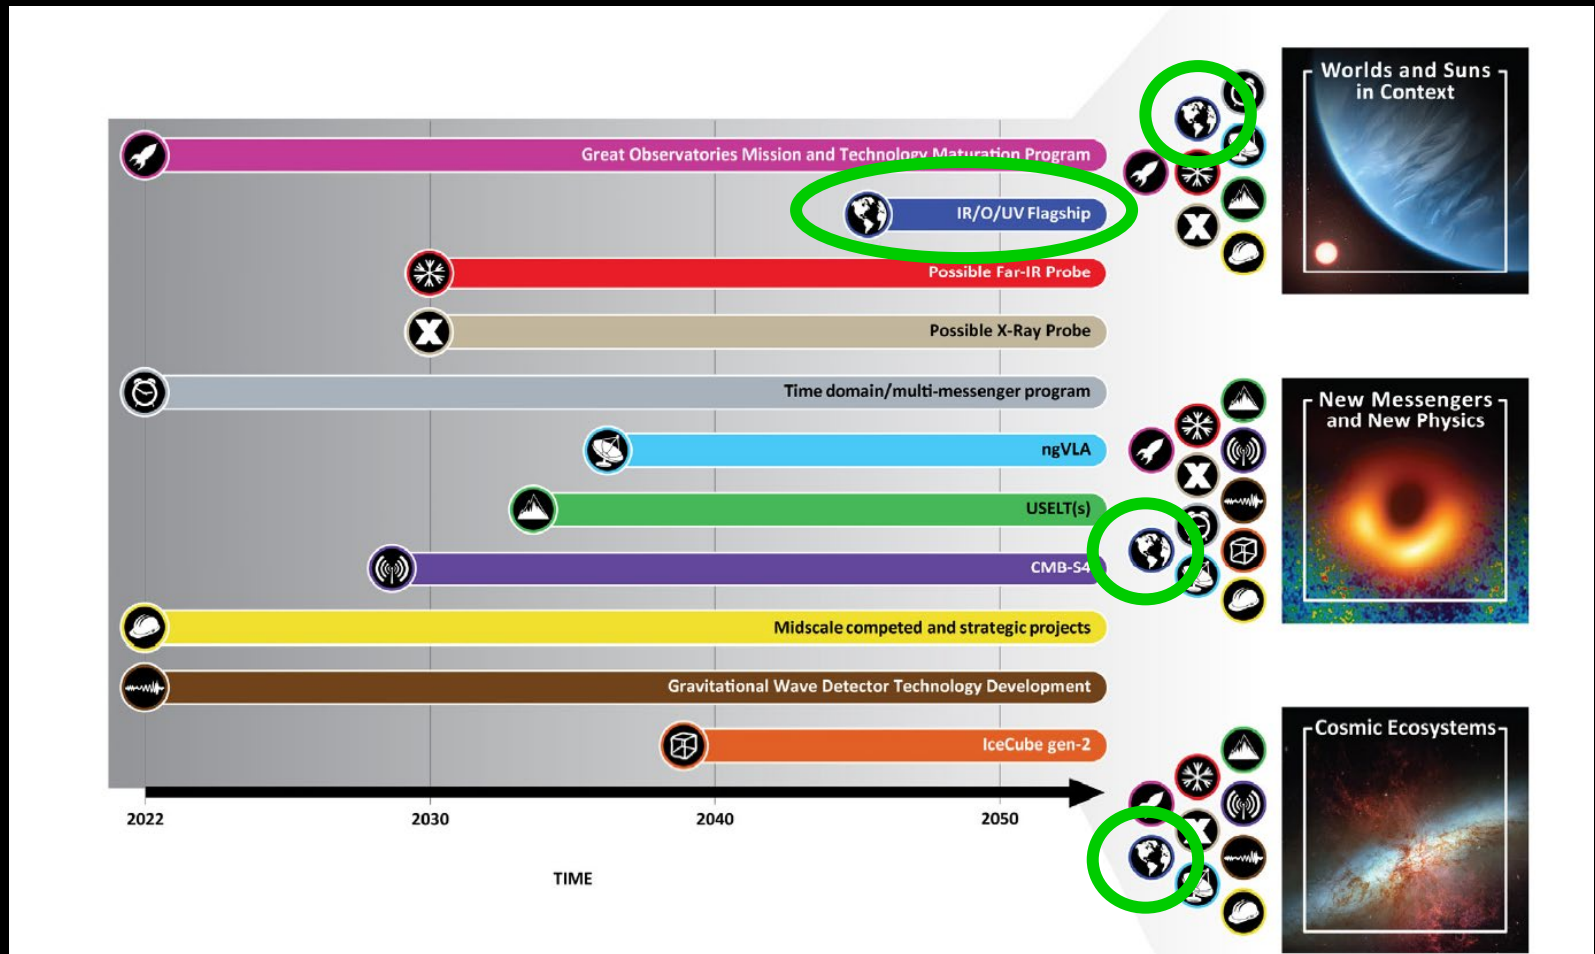 Great Observatories Mission and Technology Maturation Program
IR/O/UV Flagship
Possible Far-IR Probe
Possible X-Ray Probe
Time domain/multi-messenger program
ngVLA
USELT(s)
CMB-S4
Midscale competed and strategic projects
Gravitational Wave Detector Technology Development
IceCube gen-2
2022
2030
2040
2050
TIME
Worlds and Suns
in Context
New Messengers
and New Physics
Cosmic Ecosystems